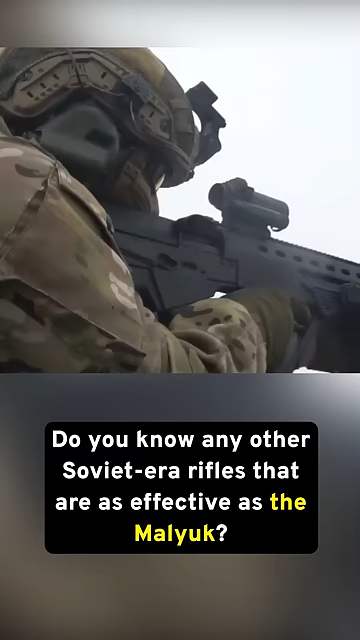 Do you know any other
Soviet-era rifles that
are as effective as the
Malyuk?